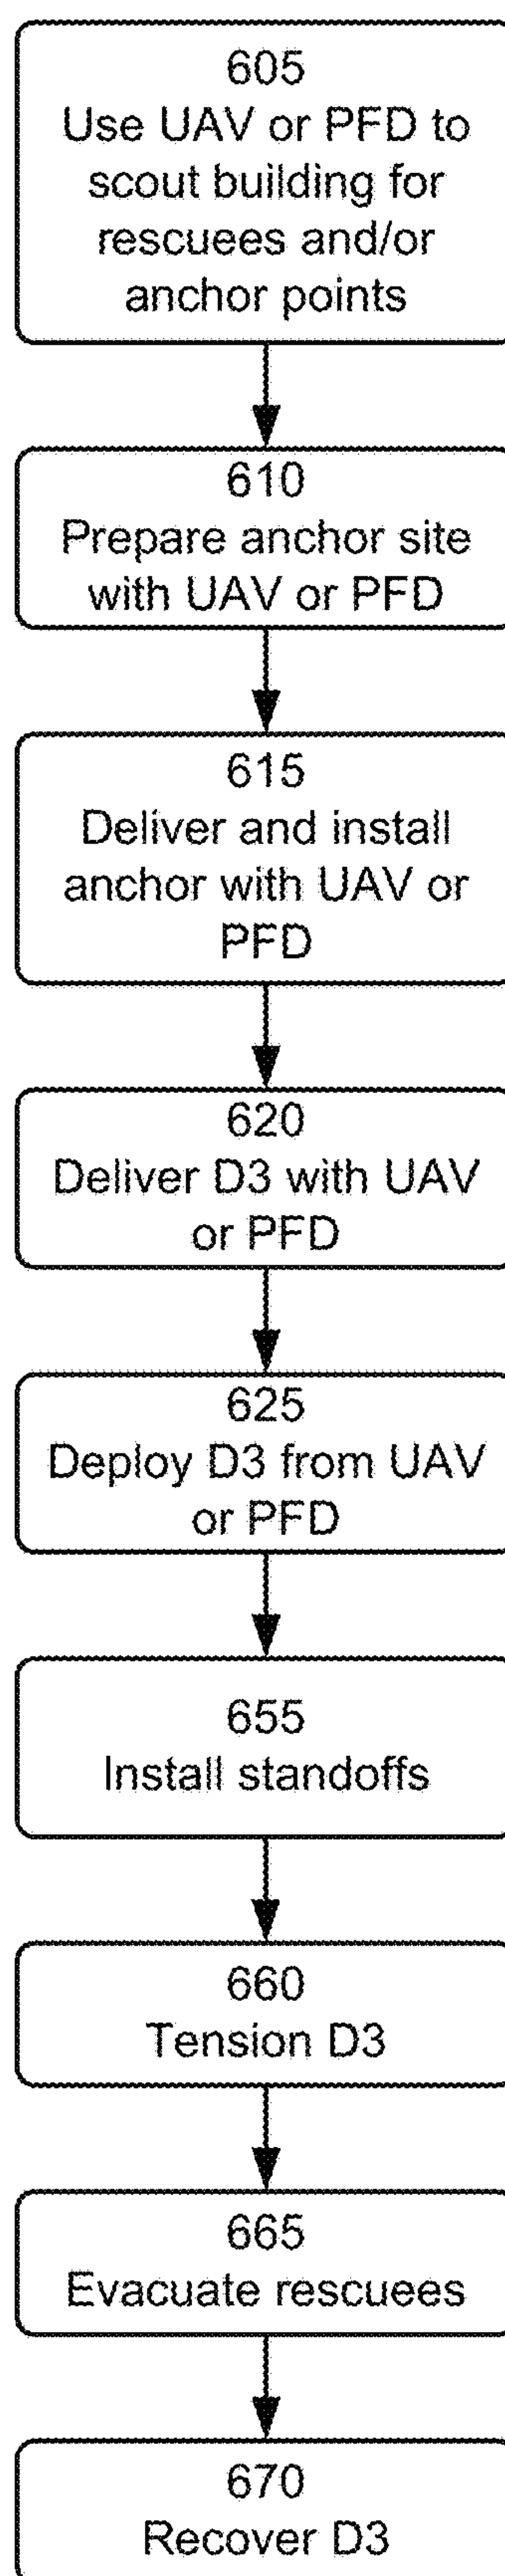 605
Use UAV or PFD to
scout building for
rescuees and/or
anchor points
610
Prepare anchor site
with UAV or PFD
615
Deliver and install
anchor with UAV or
PFD
620
Deliver D3 with UAV
or PFD
625
Deploy D3 from UAV
or PFD
655
Install standoffs
660
Tension D3
665
Evacuate rescuees
670
Recover D3